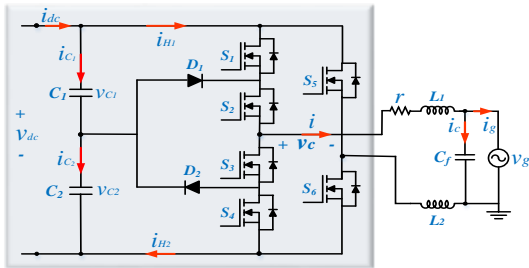 i_dc
i_C1
i_H1
S1
D1
S5
C1
v_C1
S2
i
r
L1
+
v_dc
-
+ v_c -
i_c
i_g
i_C2
S3
C_f
v_g
D2
C2
v_C2
S6
S4
L2
i_H2